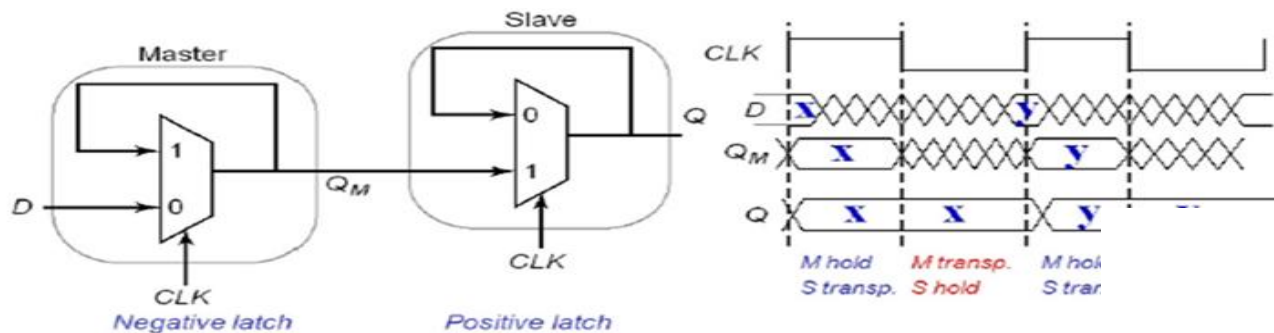 Master
1
0
D
CLK
Negative latch
Q_M
Slave
0
1
Q
CLK
Positive latch
CLK
D x y
Q_M x y
Q x x y
M hold M transp. M
S transp. S hold S